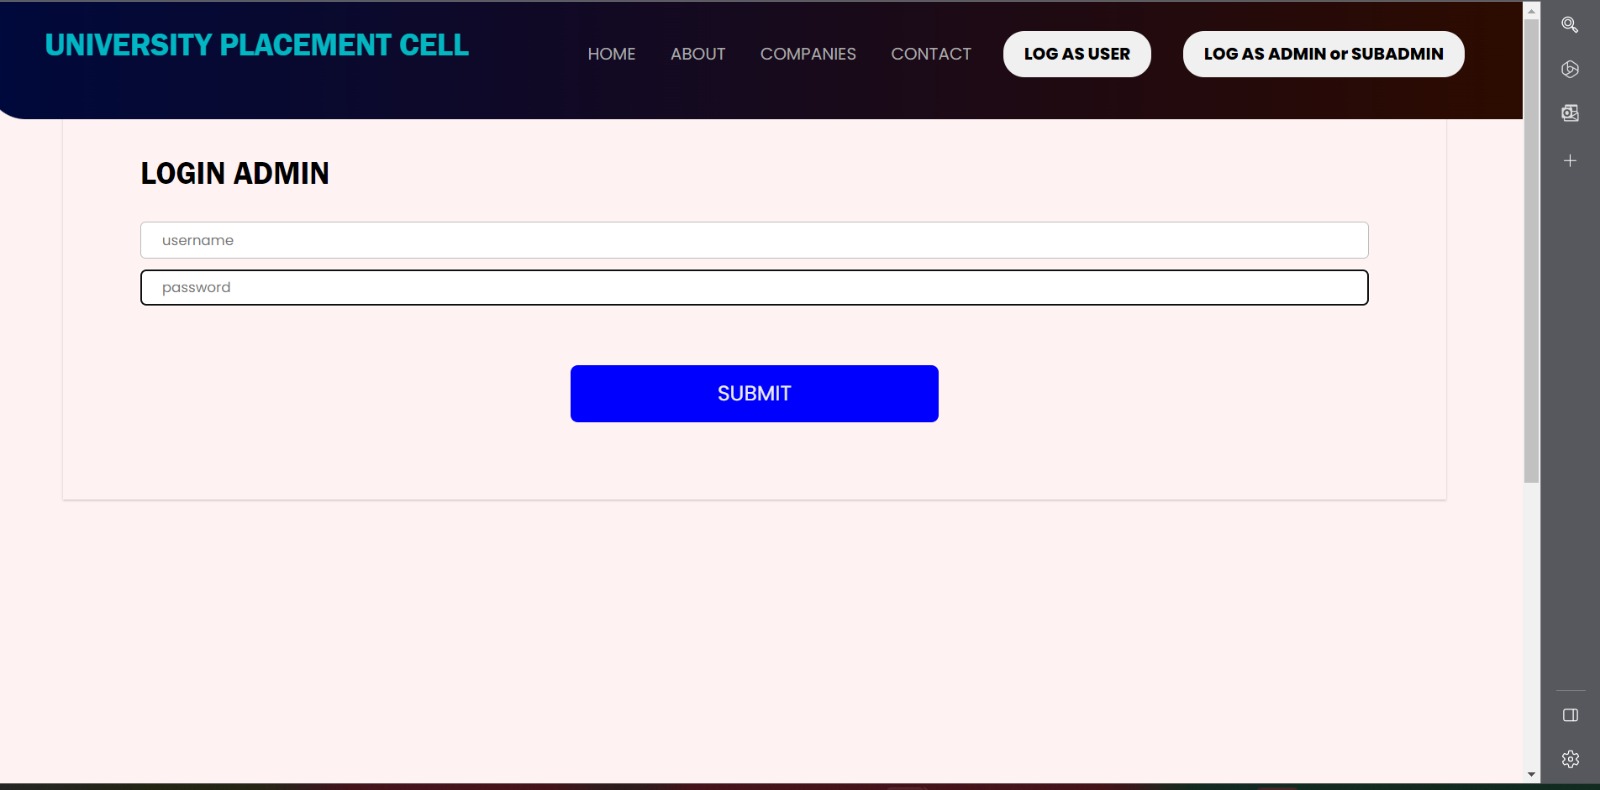 UNIVERSITY PLACEMENT CELL
HOME ABOUT COMPANIES CONTACT LOG AS USER LOG AS ADMIN or SUBADMIN
LOGIN ADMIN
username
password
SUBMIT